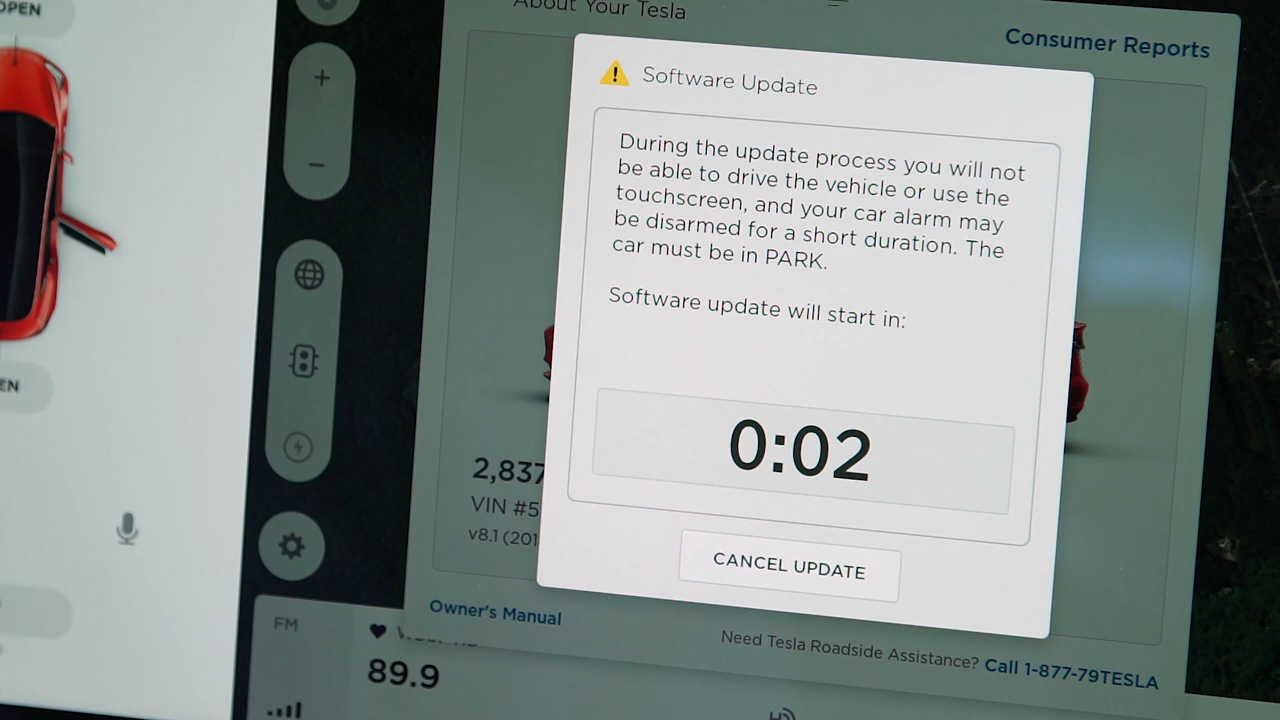 OPEN
About Your Tesla
Consumer Reports
Software Update
During the update process you will not
be able to drive the vehicle or use the
touchscreen, and your car alarm may
be disarmed for a short duration. The
car must be in PARK.
Software update will start in:
0:02
CANCEL UPDATE
2,837
VIN #5
v8.1 (201
Owner's Manual
Need Tesla Roadside Assistance? Call 1-877-79TESLA
FM
89.9